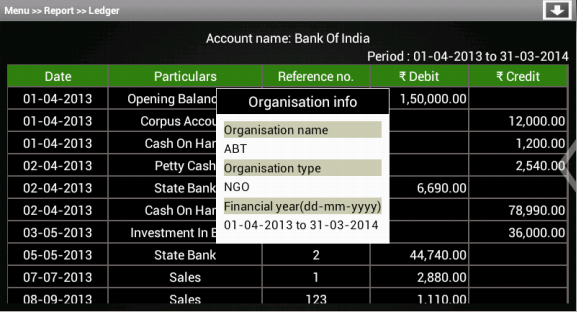 Menu >> Report >> Ledger
Account name: Bank Of India
Period : 01-04-2013 to 31-03-2014
Date Particulars Reference no. ₹ Debit ₹ Credit
01-04-2013 Opening Balanc 1,50,000.00
01-04-2013 Corpus Accou 12,000.00
01-04-2013 Cash On Har 1,200.00
02-04-2013 Petty Cash 2,540.00
02-04-2013 State Bank 6,690.00
02-04-2013 Cash On Har 78,990.00
03-05-2013 Investment In B 36,000.00
05-05-2013 State Bank 2 44,740.00
07-07-2013 Sales 1 2,880.00
08-09-2013 Sales 123 1,110.00
Organisation info
Organisation name
ABT
Organisation type
NGO
Financial year(dd-mm-yyyy)
01-04-2013 to 31-03-2014